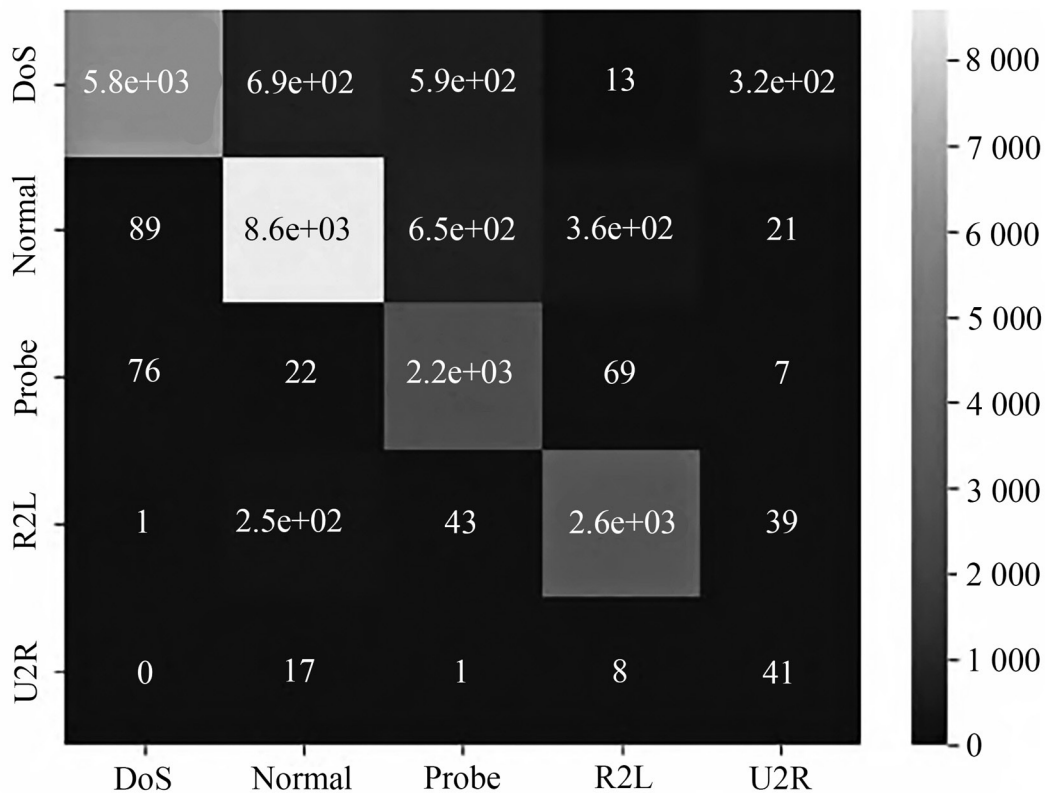 DoS 5.8e+03 6.9e+02 5.9e+02 13 3.2e+02
Normal 89 8.6e+03 6.5e+02 3.6e+02 21
Probe 76 22 2.2e+03 69 7
R2L 1 2.5e+02 43 2.6e+03 39
U2R 0 17 1 8 41
DoS Normal Probe R2L U2R
8 000
7 000
6 000
5 000
4 000
3 000
2 000
1 000
0